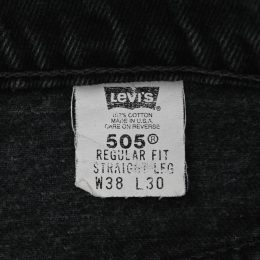 Levi's
100% COTTON
MADE IN U.S.A.
CARE ON REVERSE
505®
REGULAR FIT
STRAIGHT LEG
W38 L30